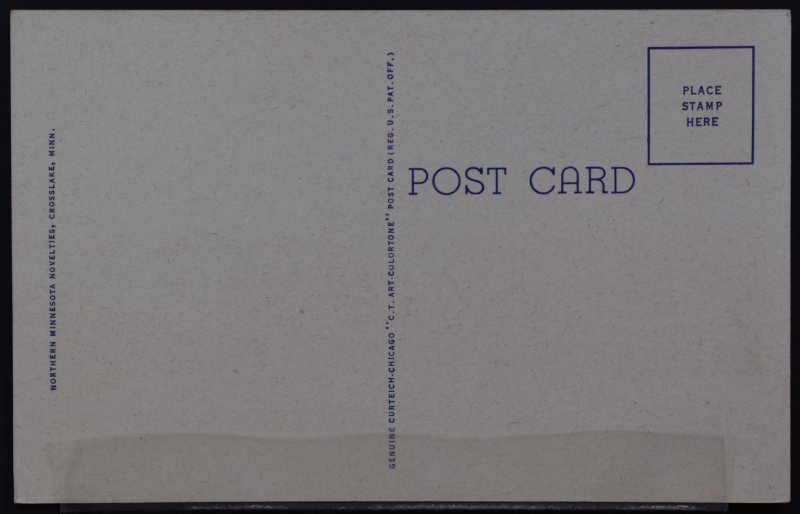 NORTHERN MINNESOTA NOVELTIES, CROSSLAKE, MINN.
GENUINE CURTEICH-CHICAGO "C.T. ART-COLORTONE" POST CARD (REG. U.S. PAT. OFF.)
POST CARD
PLACE
STAMP
HERE